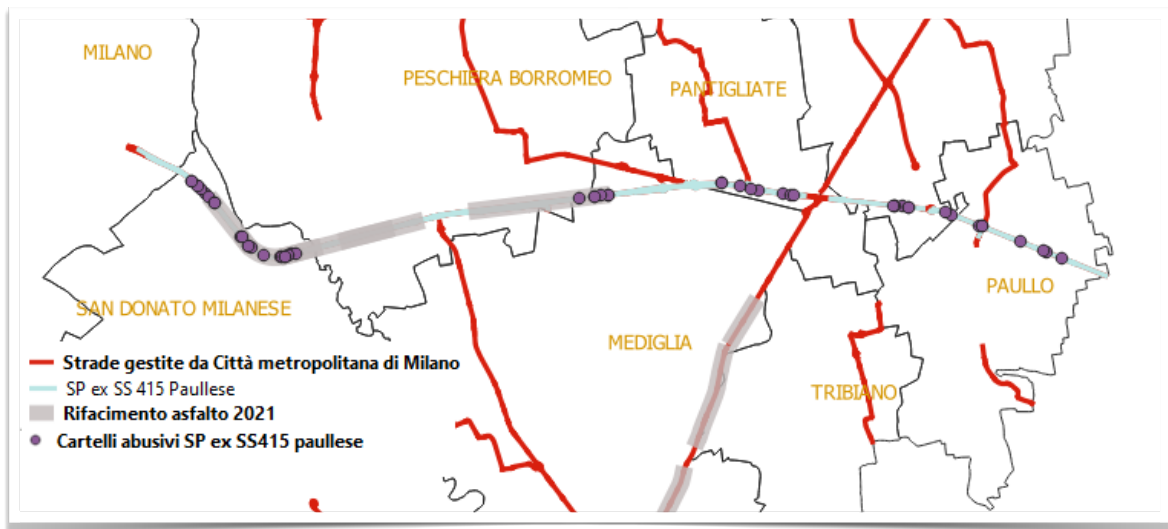 MILANO
PESCHIERA BORROMEO
PANTIGLIATE
SAN DONATO MILANESE
PAULLO
MEDIGLIA
TRIBIANO
Strade gestite da Città metropolitana di Milano
SP ex SS 415 Paullese
Rifacimento asfalto 2021
Cartelli abusivi SP ex SS415 paullese